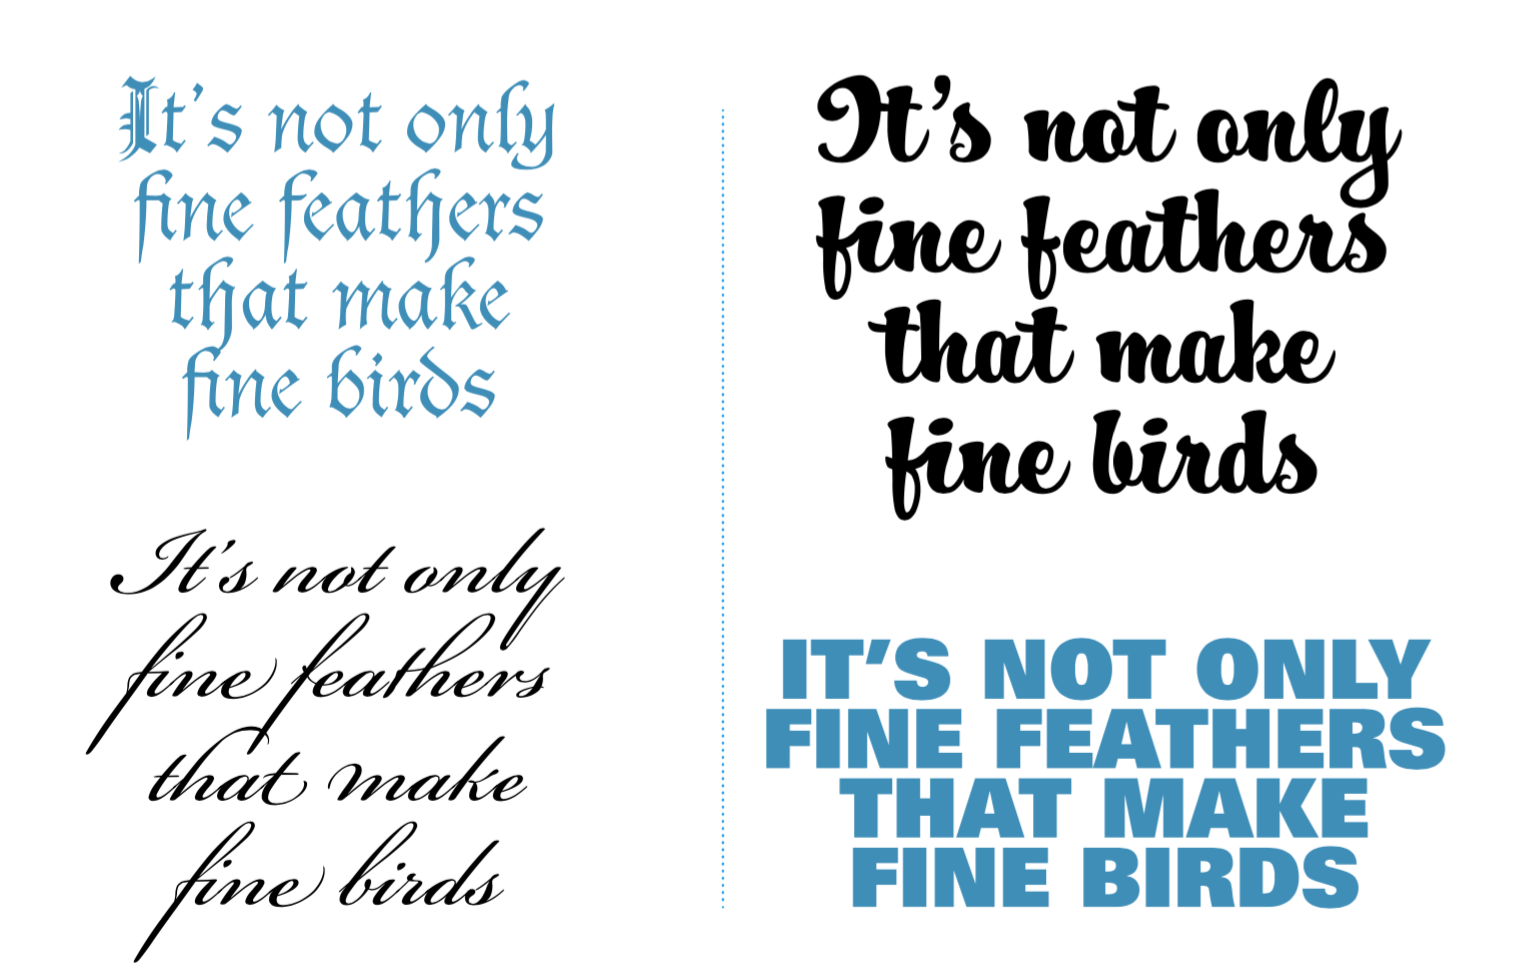 It’s not only
fine feathers
that make
fine birds
It’s not only
fine feathers
that make
fine birds
It’s not only
fine feathers
that make
fine birds
IT’S NOT ONLY
FINE FEATHERS
THAT MAKE
FINE BIRDS